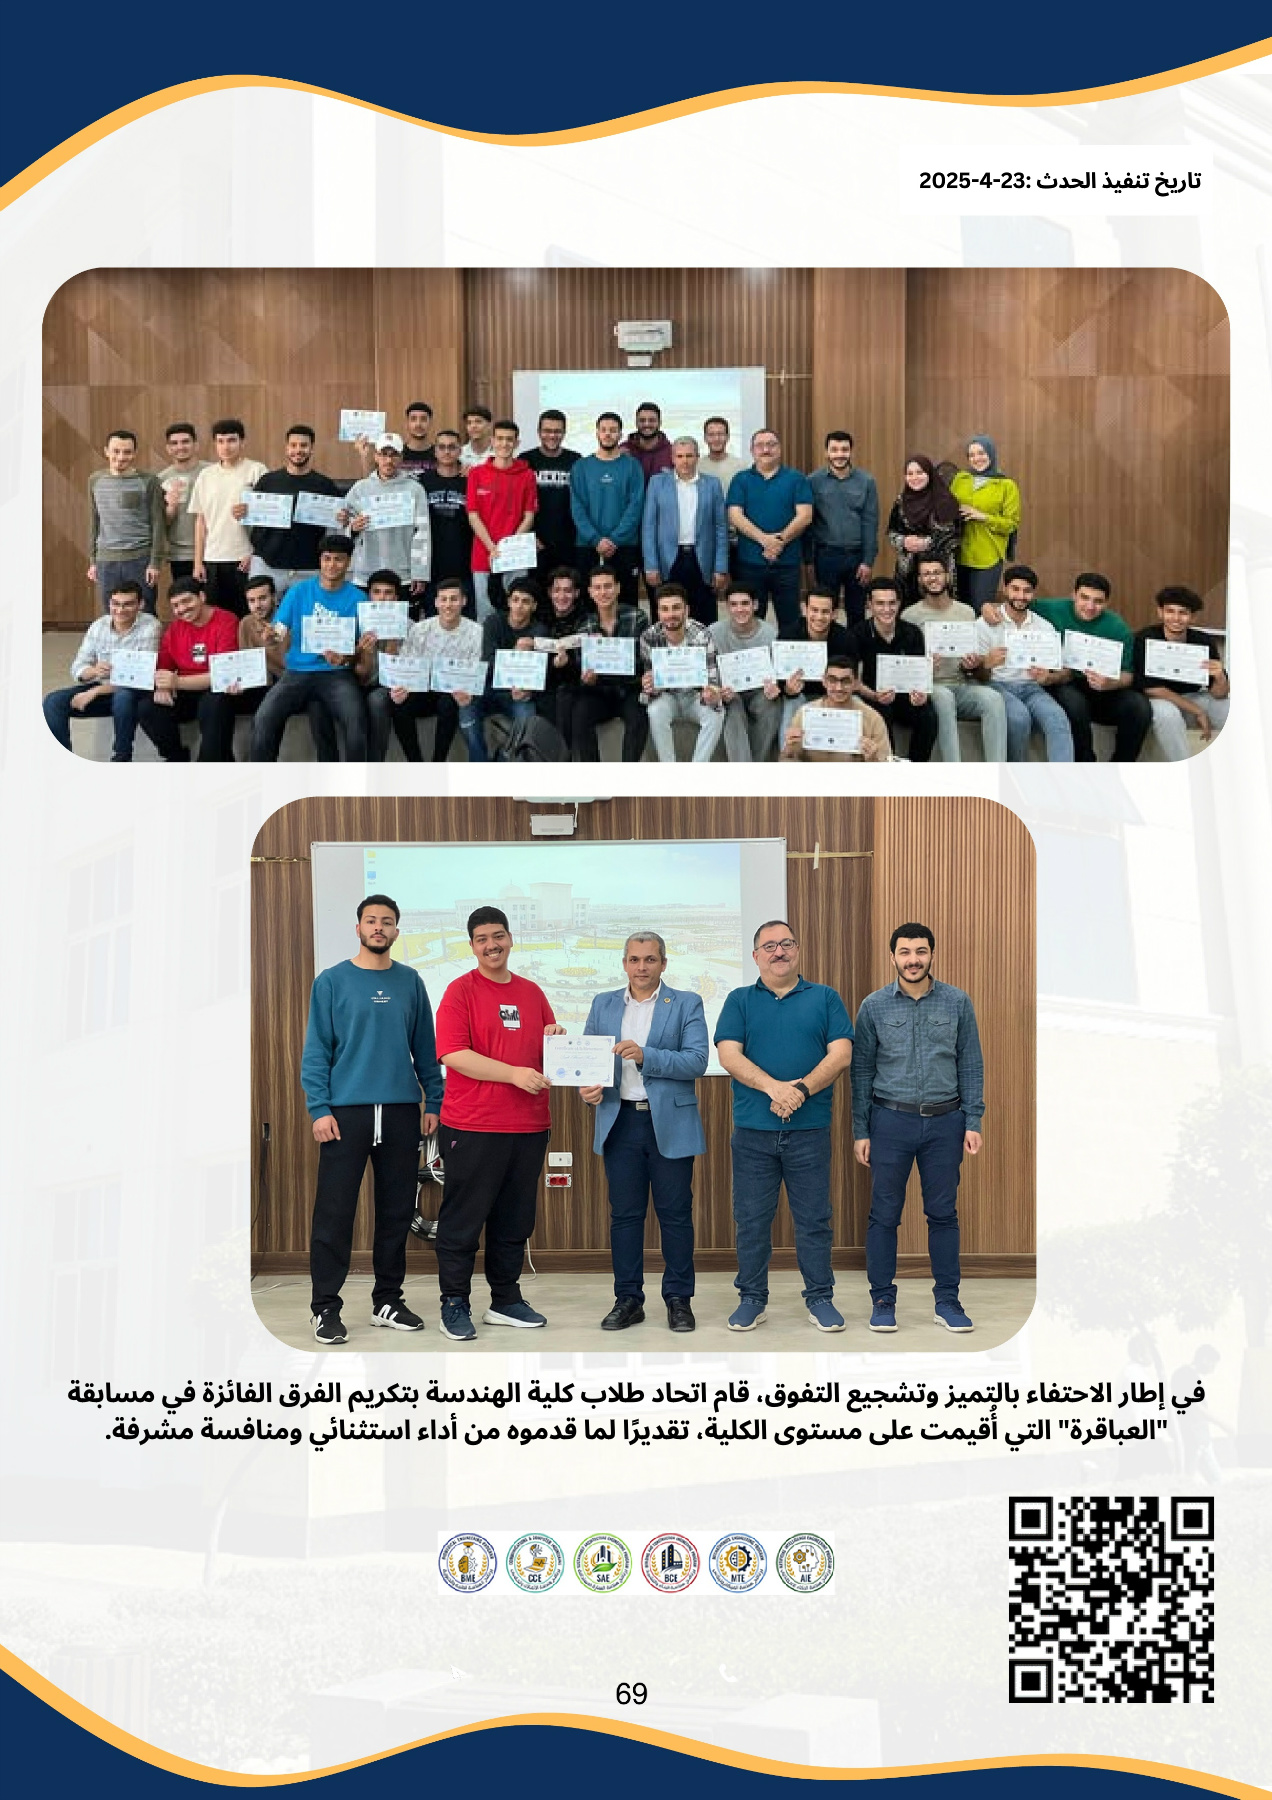 تاريخ تنفيذ الحدث :23-4-2025
في إطار الاحتفاء بالتميز وتشجيع التفوق، قام اتحاد طلاب كلية الهندسة بتكريم الفرق الفائزة في مسابقة
"العباقرة" التي أُقيمت على مستوى الكلية، تقديرًا لما قدموه من أداء استثنائي ومنافسة مشرفة.
BME CCE SAE BCE MTE AIE
69